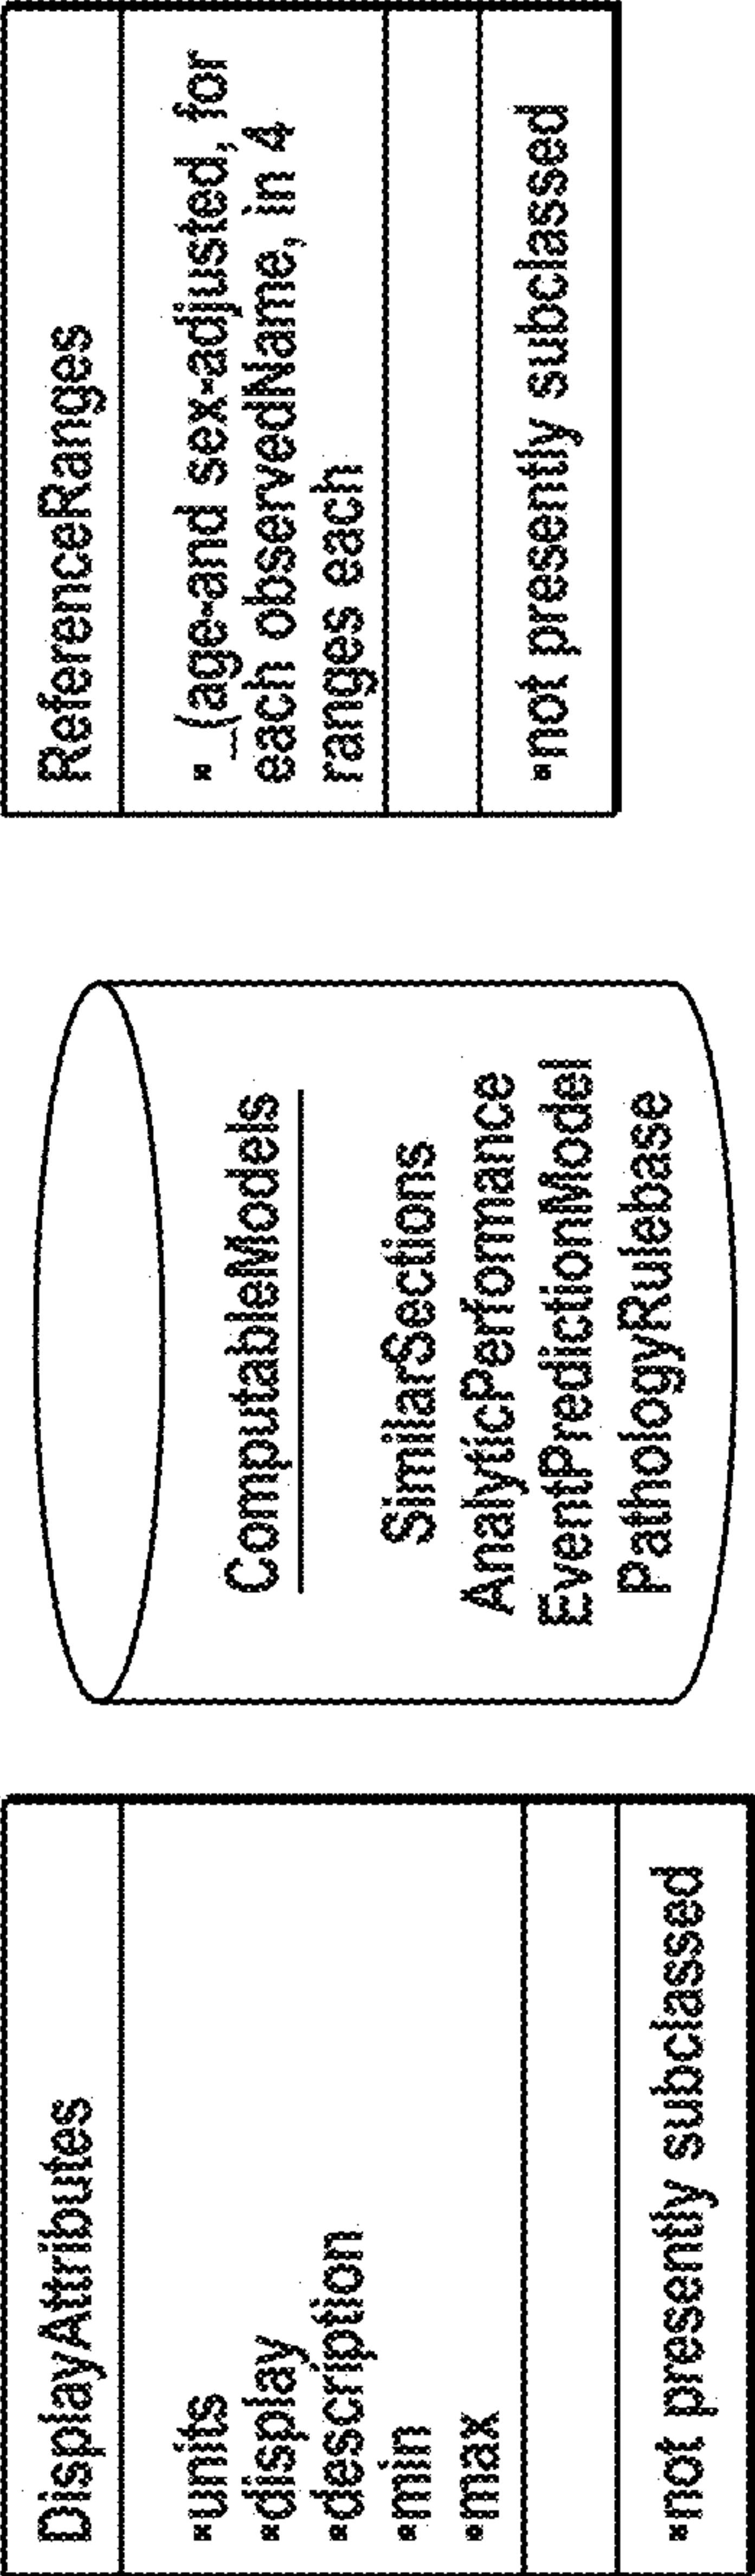 DisplayAttributes
▪units
▪display
▪description
▪min
▪max
▪not presently subclassed
ComputableModels
SimilarSections
AnalyticPerformance
EventPredictionModel
PathologyRulebase
ReferenceRanges
▪_(age-and sex-adjusted, for
each observedName, in 4
ranges each
▪not presently subclassed